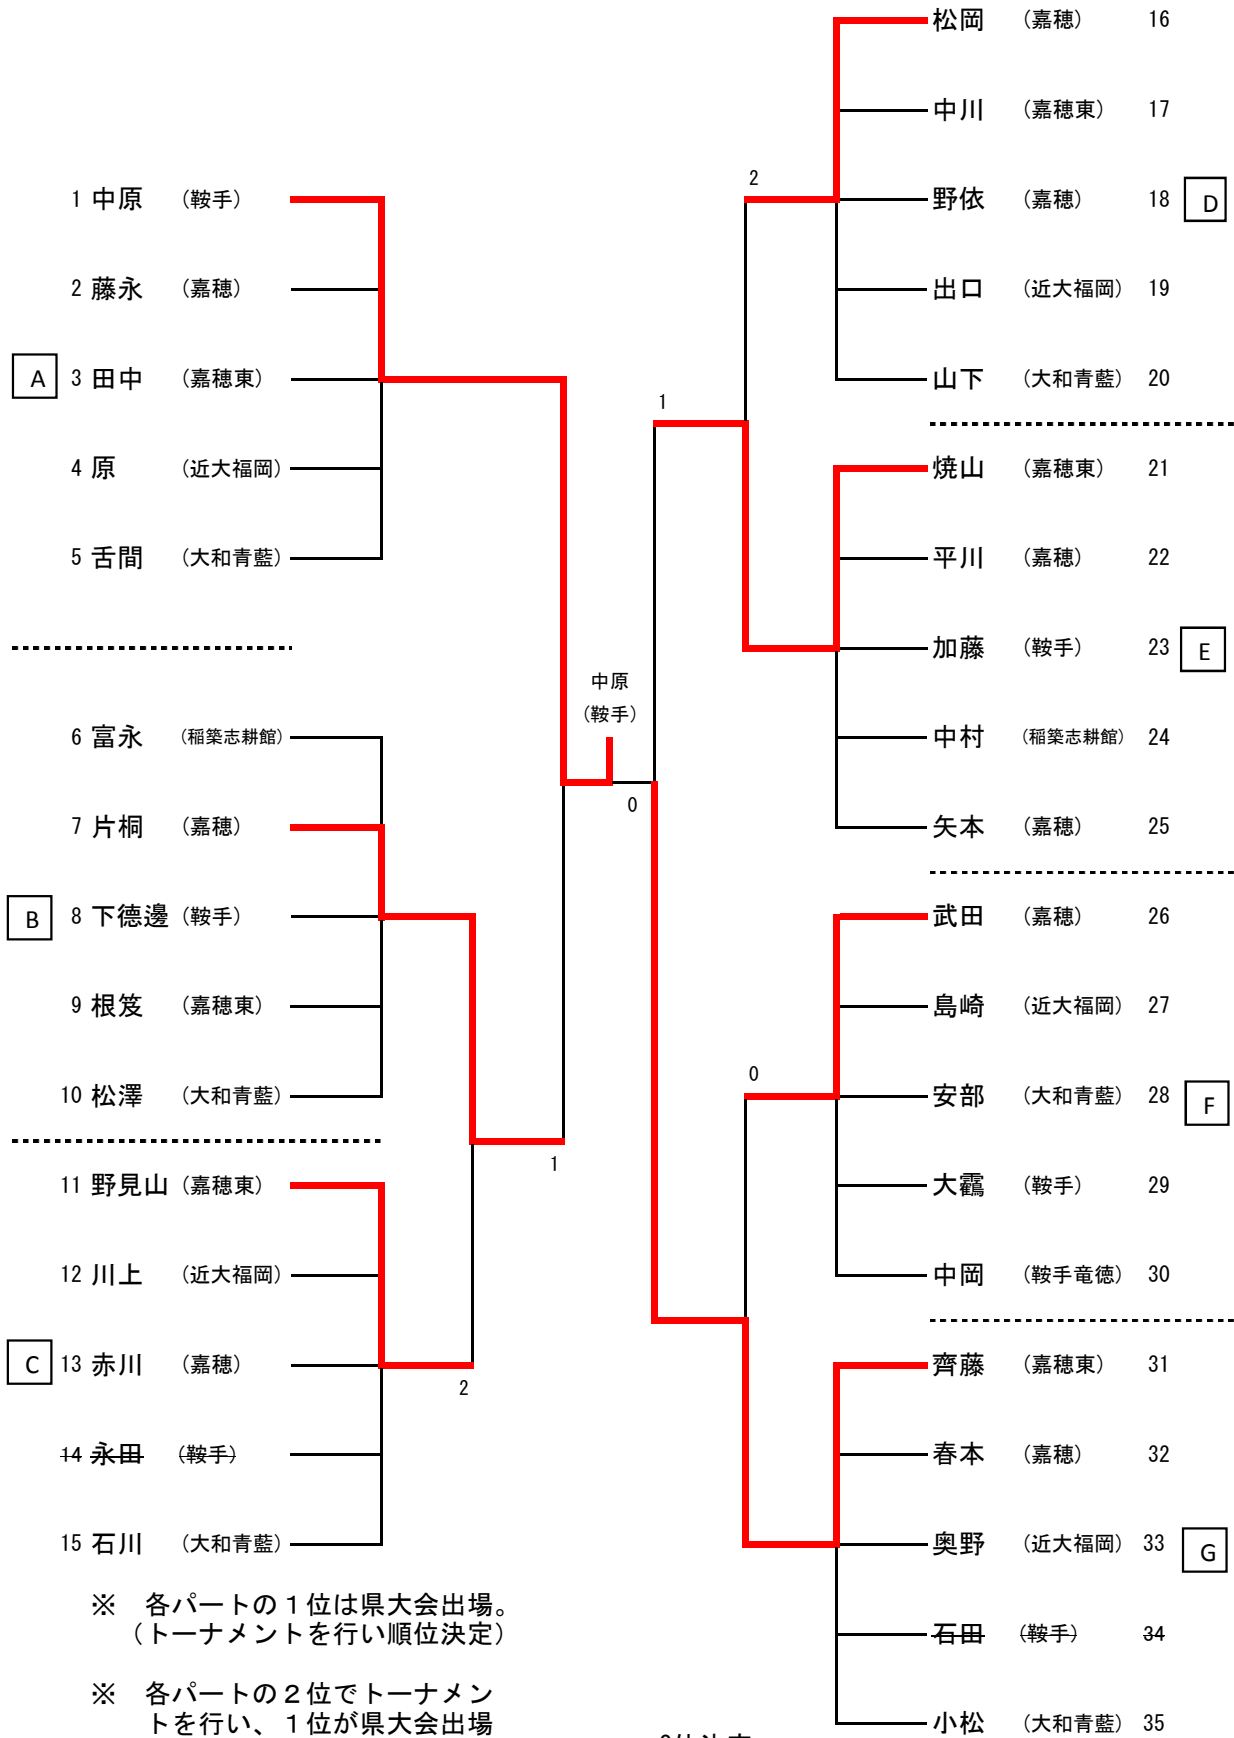 1 中原 (鞍手)
2 藤永 (嘉穂)
A
3 田中 (嘉穂東)
4 原 (近大福岡)
5 舌間 (大和青藍)
6 富永 (稲築志耕館)
7 片桐 (嘉穂)
B
8 下德邊 (鞍手)
9 根笈 (嘉穂東)
10 松澤 (大和青藍)
11 野見山 (嘉穂東)
12 川上 (近大福岡)
C
13 赤川 (嘉穂)
14 永田 (鞍手)
15 石川 (大和青藍)
1
2
中原
(鞍手)
0
2
1
0
松岡 (嘉穂) 16
中川 (嘉穂東) 17
野依 (嘉穂) 18
D
出口 (近大福岡) 19
山下 (大和青藍) 20
焼山 (嘉穂東) 21
平川 (嘉穂) 22
加藤 (鞍手) 23
E
中村 (稲築志耕館) 24
矢本 (嘉穂) 25
武田 (嘉穂) 26
島崎 (近大福岡) 27
安部 (大和青藍) 28
F
大靏 (鞍手) 29
中岡 (鞍手竜徳) 30
齊藤 (嘉穂東) 31
春本 (嘉穂) 32
奥野 (近大福岡) 33
G
石田 (鞍手) 34
小松 (大和青藍) 35
※ 各パートの１位は県大会出場。
(トーナメントを行い順位決定)
※ 各パートの２位でトーナメン
トを行い、１位が県大会出場